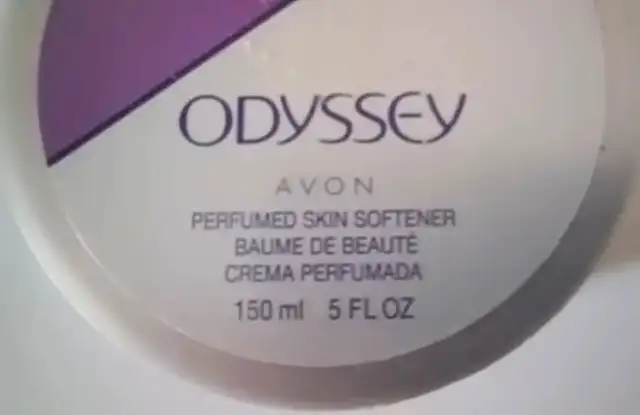 ODYSSEY
AVON
PERFUMED SKIN SOFTENER
BAUME DE BEAUTÉ
CREMA PERFUMADA
150 ml 5 FL OZ